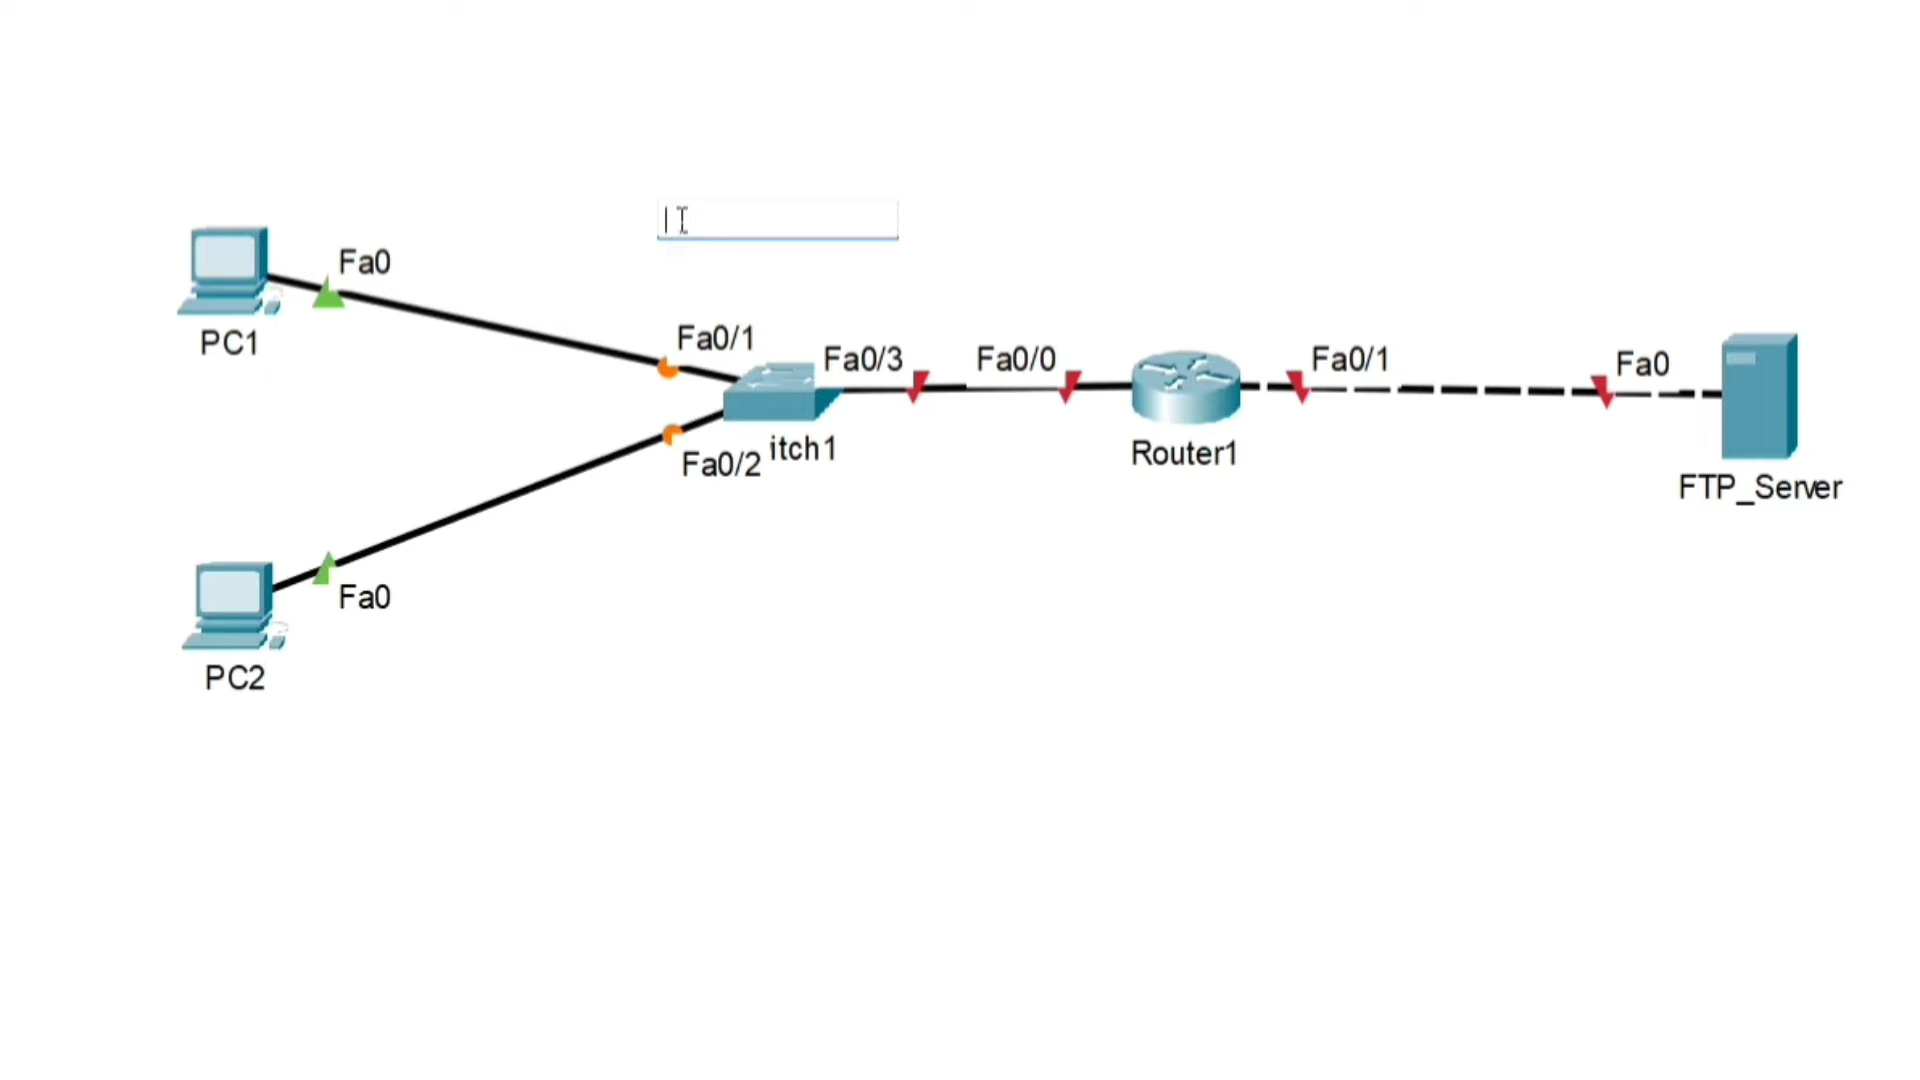 Fa0
PC1
Fa0/1
Fa0/3
Fa0/0
Fa0/1
Fa0
itch1
Fa0/2
Router1
FTP_Server
Fa0
PC2